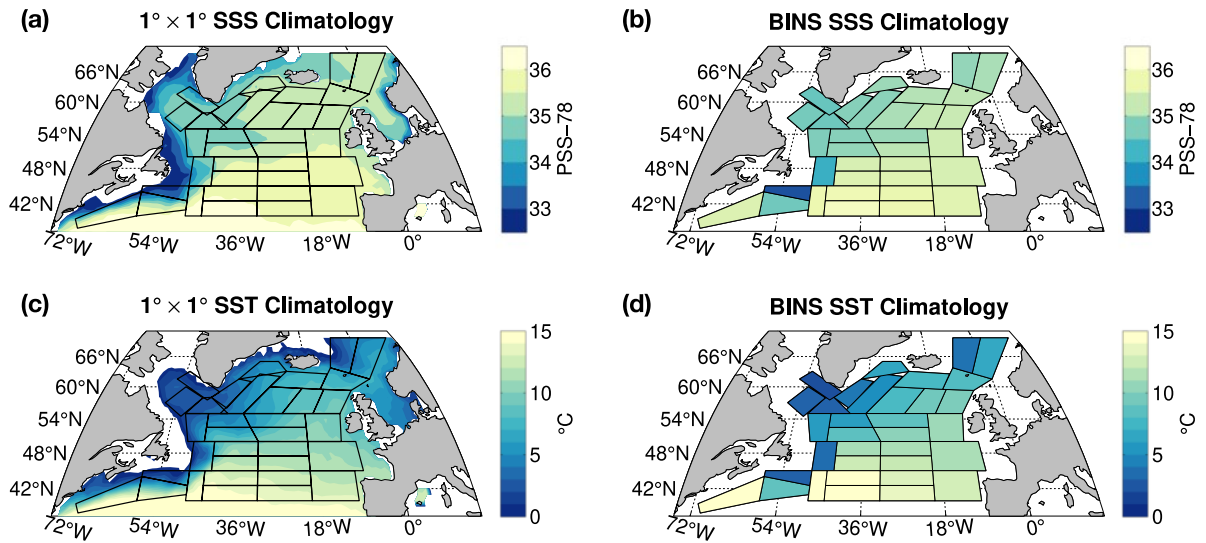 (a) 1° × 1° SSS Climatology
66°N
60°N
54°N
48°N
42°N
72°W 54°W 36°W 18°W 0°
36
35
34
33
PSS−78
(b) BINS SSS Climatology
66°N
60°N
54°N
48°N
42°N
72°W 54°W 36°W 18°W 0°
36
35
34
33
PSS−78
(c) 1° × 1° SST Climatology
66°N
60°N
54°N
48°N
42°N
72°W 54°W 36°W 18°W 0°
15
10
5
0
°C
(d) BINS SST Climatology
66°N
60°N
54°N
48°N
42°N
72°W 54°W 36°W 18°W 0°
15
10
5
0
°C